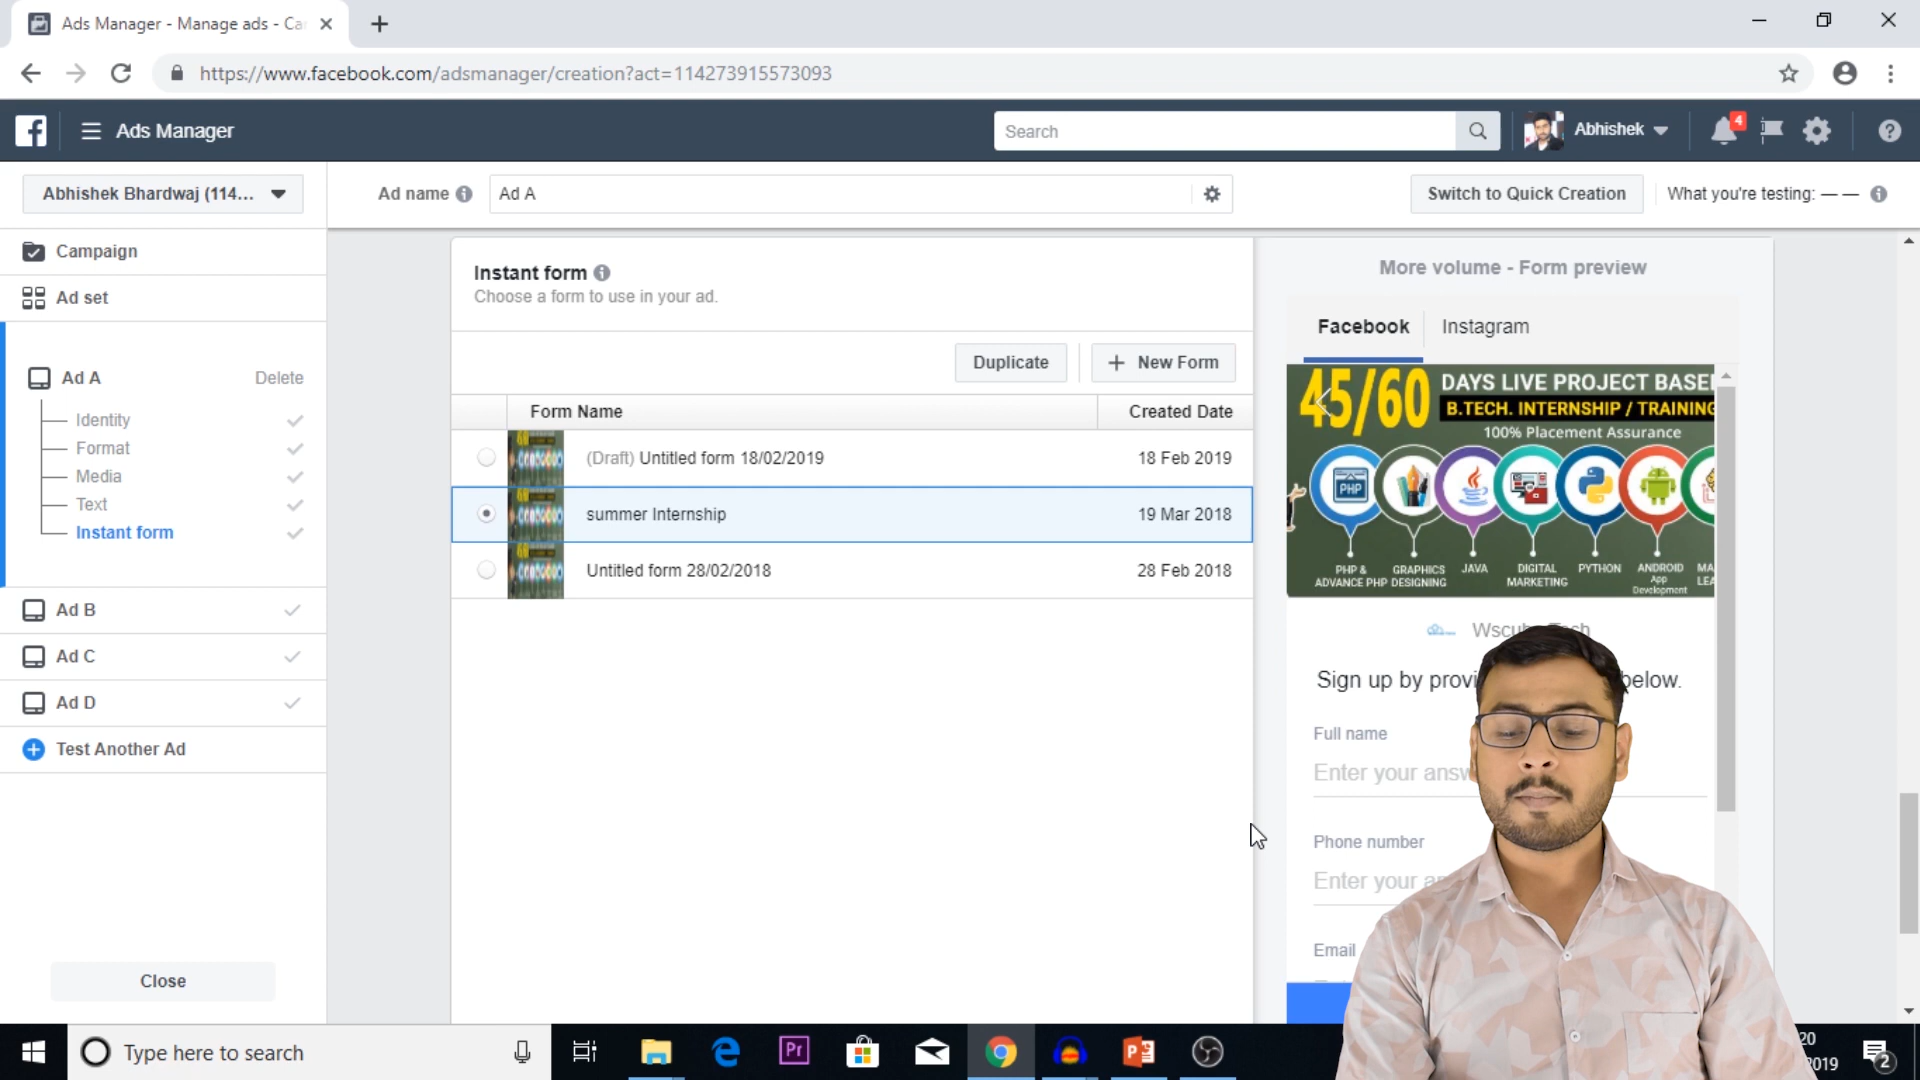 Ads Manager - Manage ads - Ca
https://www.facebook.com/adsmanager/creation?act=114273915573093
Ads Manager
Search
Abhishek
4
Abhishek Bhardwaj (114...
Ad name
Ad A
Switch to Quick Creation
What you're testing: — —
Campaign
Ad set
Ad A
Delete
Identity
Format
Media
Text
Instant form
Ad B
Ad C
Ad D
Test Another Ad
Close
Instant form
Choose a form to use in your ad.
Duplicate
+ New Form
Form Name
Created Date
(Draft) Untitled form 18/02/2019
18 Feb 2019
summer Internship
19 Mar 2018
Untitled form 28/02/2018
28 Feb 2018
More volume - Form preview
Facebook
Instagram
45/60
DAYS LIVE PROJECT BASE
B.TECH. INTERNSHIP / TRAINING
100% Placement Assurance
PHP
PHP &
ADVANCE PHP
GRAPHICS
DESIGNING
JAVA
DIGITAL
MARKETING
PYTHON
ANDROID
App
Development
MA
LEA
Sign up by provi
below.
Full name
Enter your answ
Phone number
Enter your a
Email
Type here to search
Pr
20
2019
2